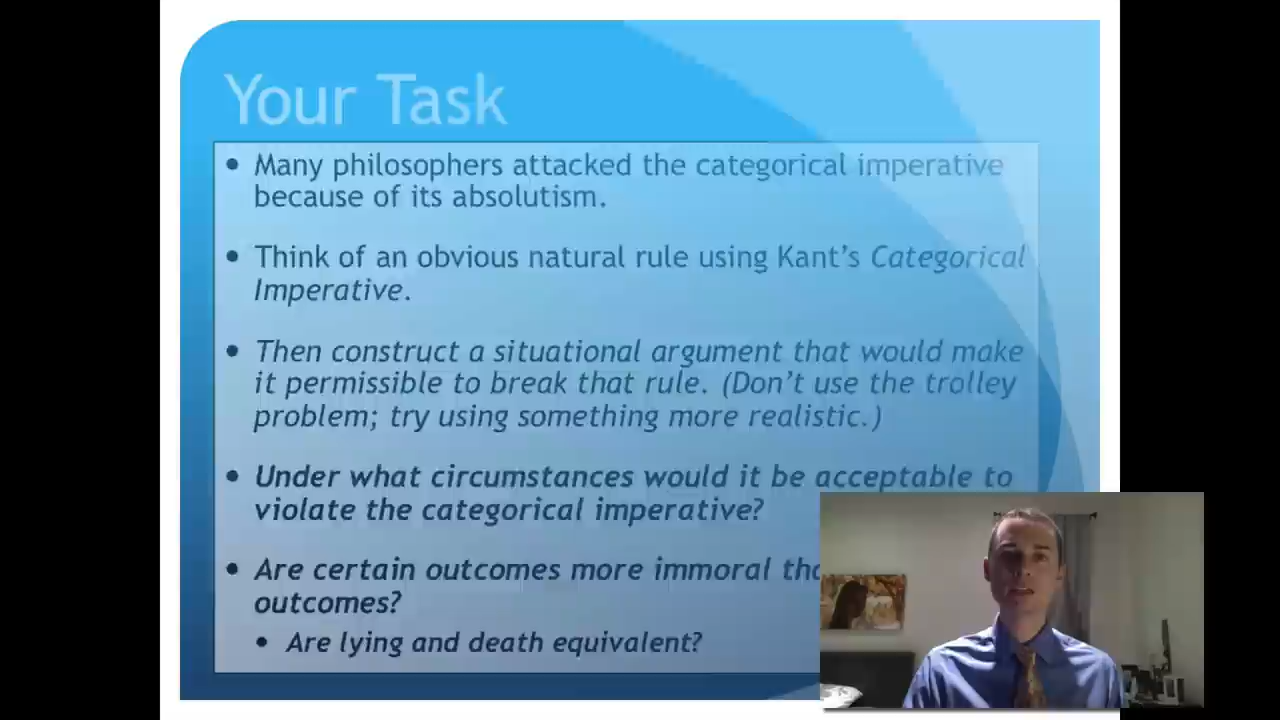 Your Task
• Many philosophers attacked the categorical imperative
because of its absolutism.
• Think of an obvious natural rule using Kant's Categorical
Imperative.
• Then construct a situational argument that would make
it permissible to break that rule. (Don't use the trolley
problem; try using something more realistic.)
• Under what circumstances would it be acceptable to
violate the categorical imperative?
• Are certain outcomes more immoral
outcomes?
• Are lying and death equivalent?